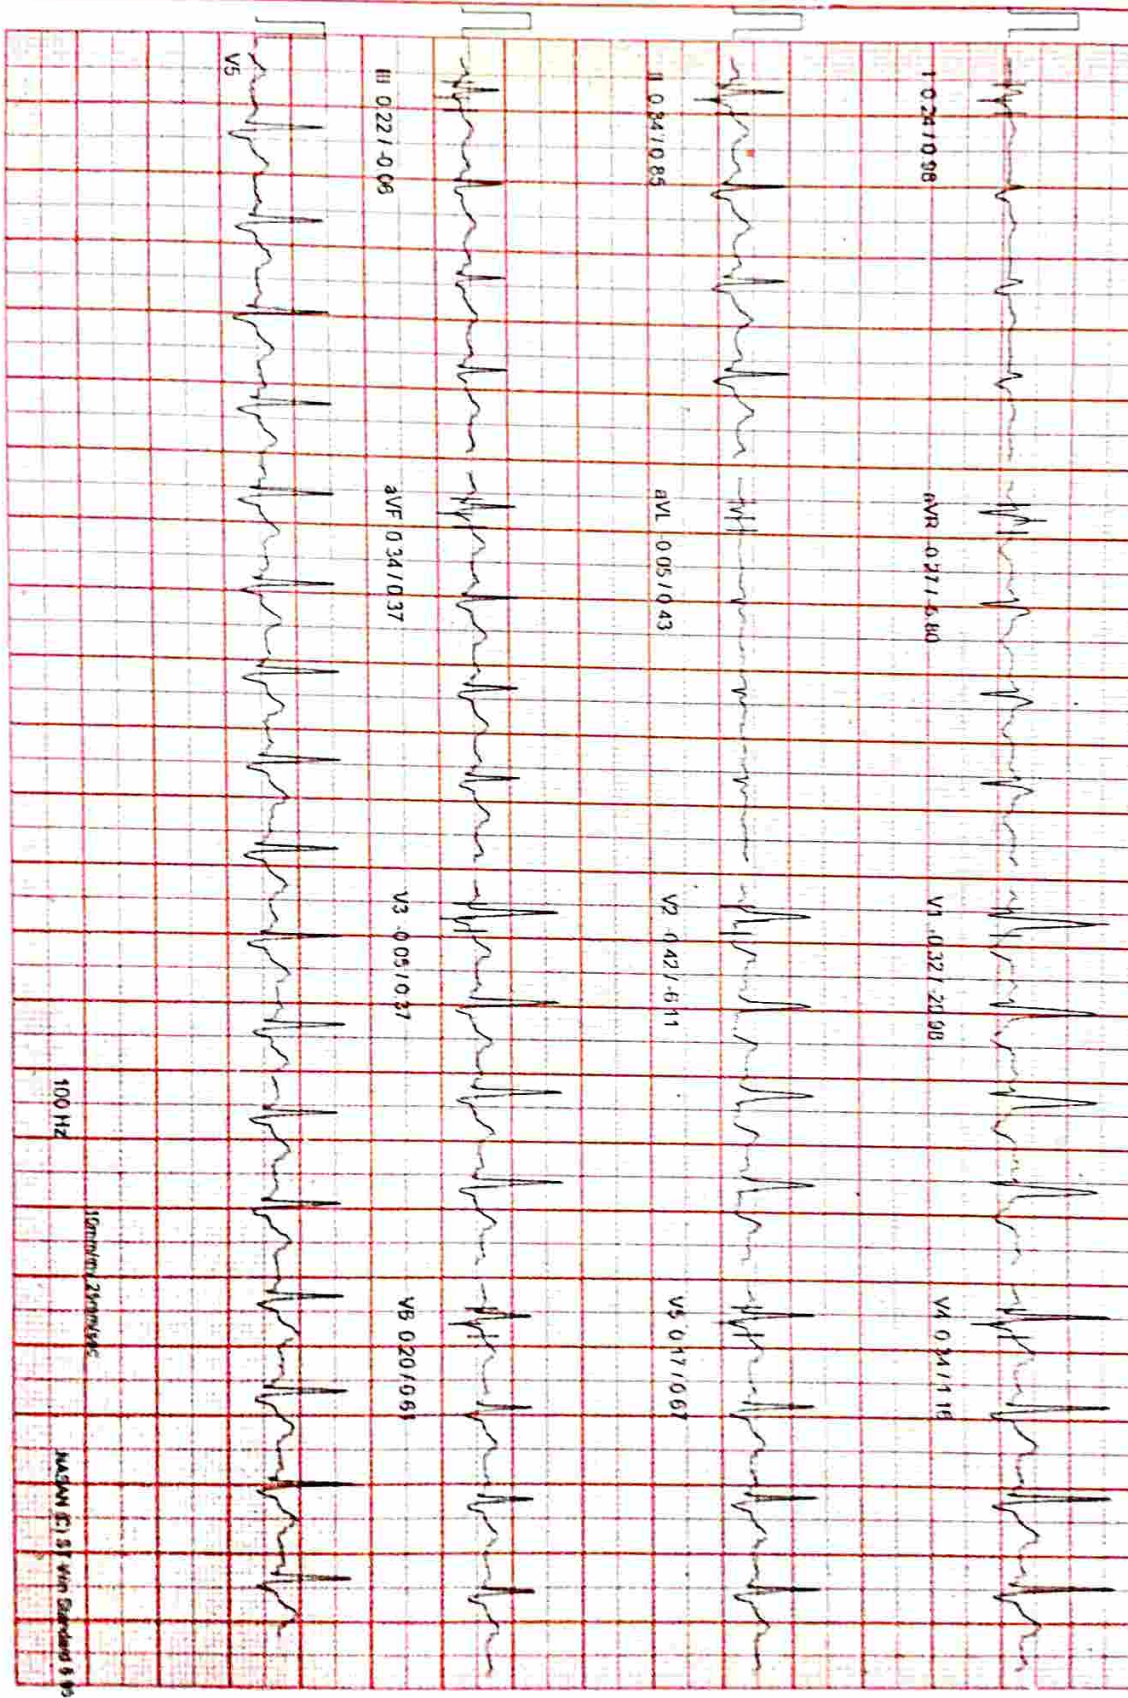 I 0.24 / 0.98
aVR -0.27 / -6.80
V1 -0.32 / -20.98
V4 0.34 / 1.16
II 0.34 / 0.85
aVL 0.05 / 0.43
V2 -0.42 / -6.11
V5 0.17 / 0.67
III 0.22 / -0.06
aVF 0.34 / 0.37
V3 -0.05 / 0.37
V6 0.20 / 0.61
V5
100 Hz
10mm/mV 25mm/sec